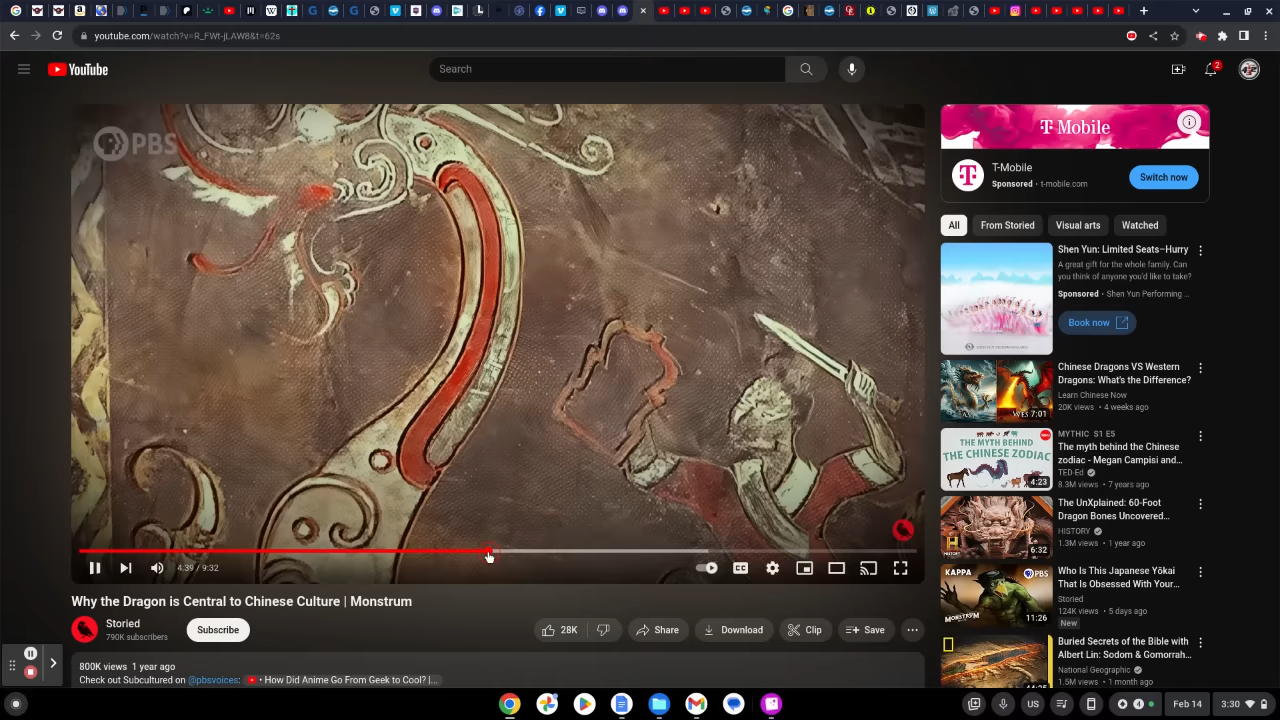 youtube.com/watch?v=R_FWt-jLAW8&t=62s
YouTube
Search
2
PBS
4:39 / 9:32
CC
Why the Dragon is Central to Chinese Culture | Monstrum
Storied
790K subscribers
Subscribe
28K
Share
Download
Clip
Save
800K views 1 year ago
Check out Subcultured on @pbsvoices: • How Did Anime Go From Geek to Cool? |...
T Mobile
T-Mobile
Sponsored · t-mobile.com
Switch now
All
From Storied
Visual arts
Watched
Shen Yun: Limited Seats–Hurry
A great gift for the whole family. Can
you think of anyone you'd like to take?
Sponsored · Shen Yun Performing ...
Book now
Chinese Dragons VS Western
Dragons: What's the Difference?
Learn Chinese Now
20K views • 4 weeks ago
7:01
MYTHIC S1 E5
The myth behind the Chinese
zodiac - Megan Campisi and...
TED-Ed
8.3M views • 7 years ago
THE MYTH BEHIND
THE CHINESE ZODIAC
4:23
The UnXplained: 60-Foot
Dragon Bones Uncovered...
HISTORY
1.3M views • 1 year ago
HISTORY
6:32
Who Is This Japanese Yōkai
That Is Obsessed With Your...
Storied
124K views • 5 days ago
New
KAPPA
PBS
MONSTRUM
11:26
Buried Secrets of the Bible with
Albert Lin: Sodom & Gomorrah...
National Geographic
1.5M views • 1 month ago
44:25
US
4
Feb 14
3:30